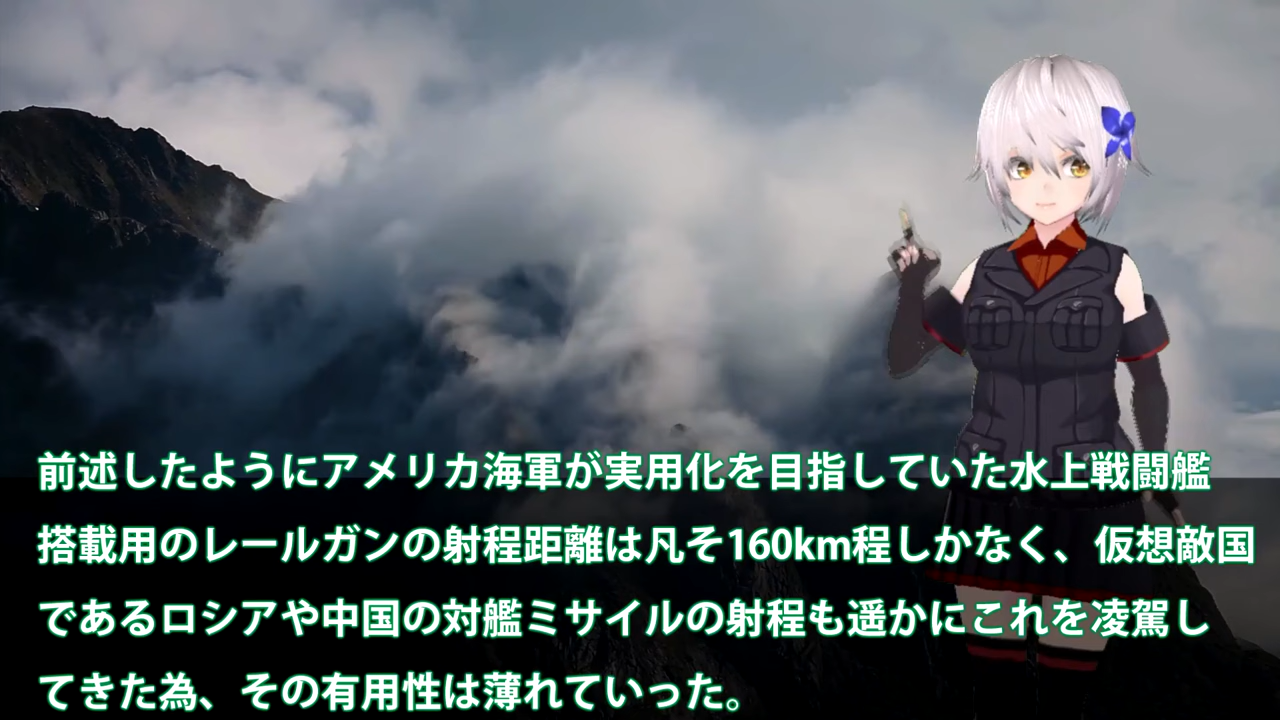 前述したようにアメリカ海軍が実用化を目指していた水上戦闘艦
搭載用のレールガンの射程距離は凡そ160km程しかなく、仮想敵国
であるロシアや中国の対艦ミサイルの射程も遥かにこれを凌駕し
てきた為、その有用性は薄れていった。